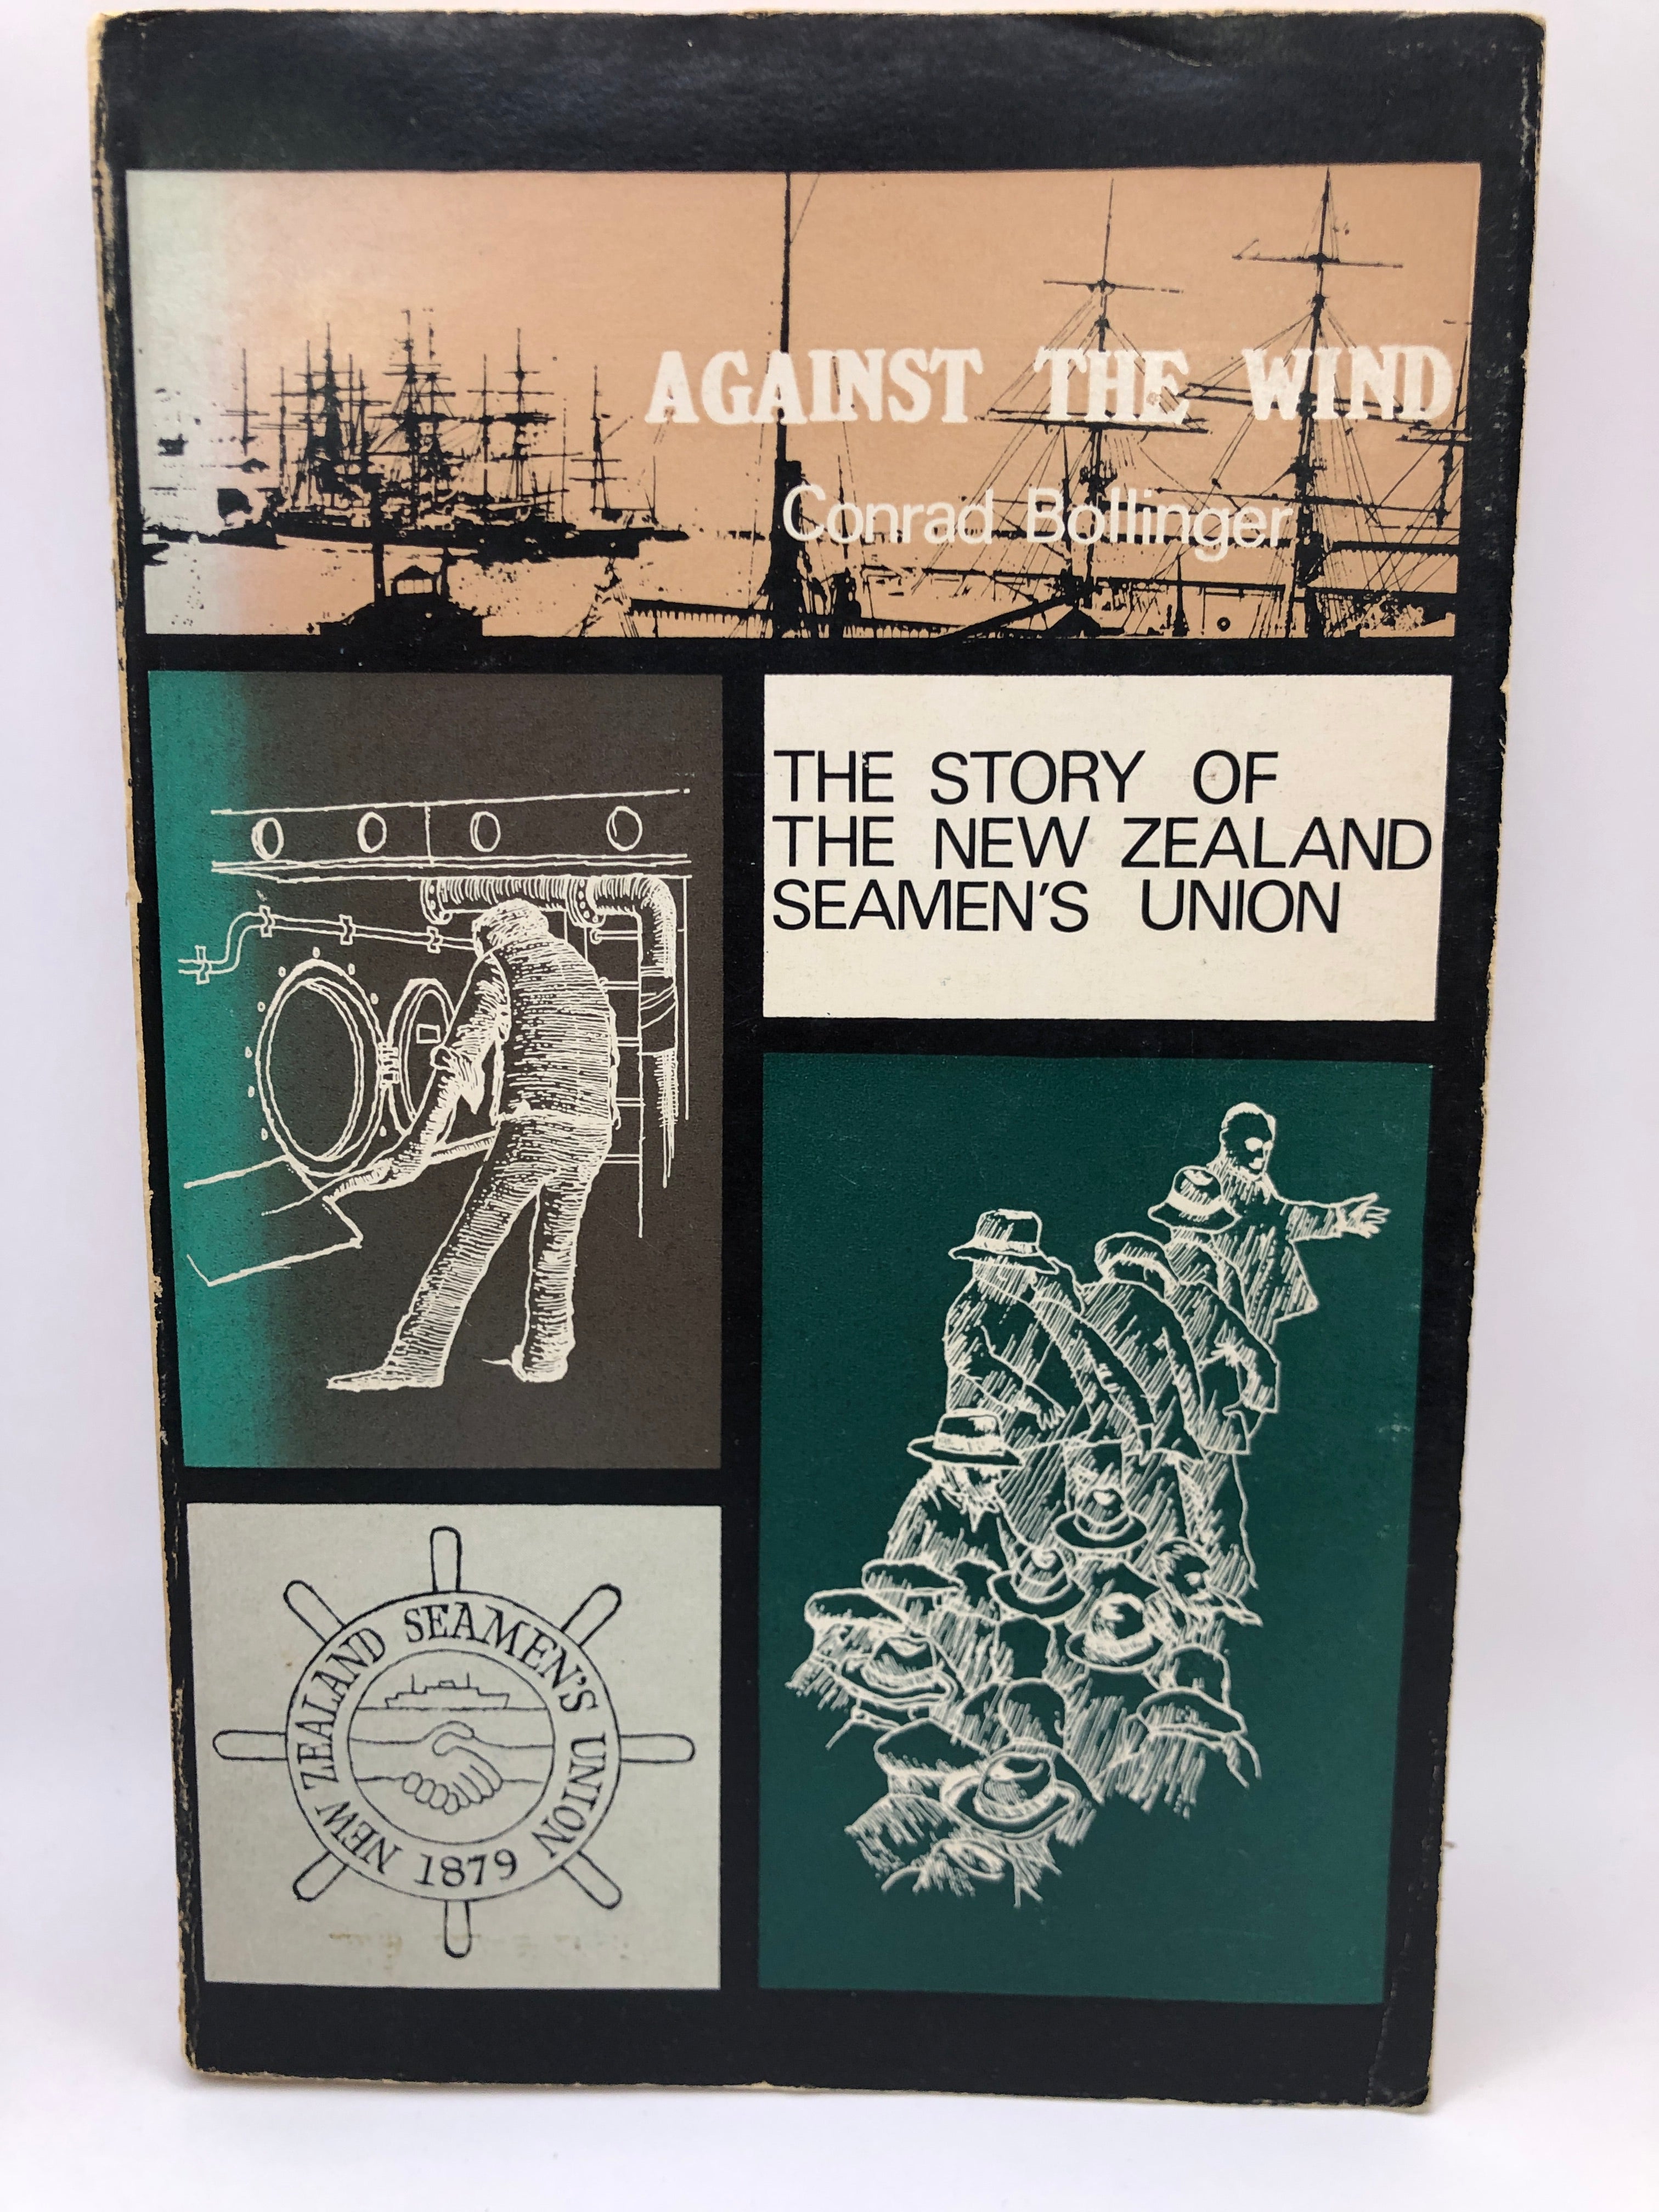 AGAINST THE WIND
Conrad Bollinger
THE STORY OF
THE NEW ZEALAND
SEAMEN'S UNION
NEW ZEALAND SEAMEN'S UNION
1879